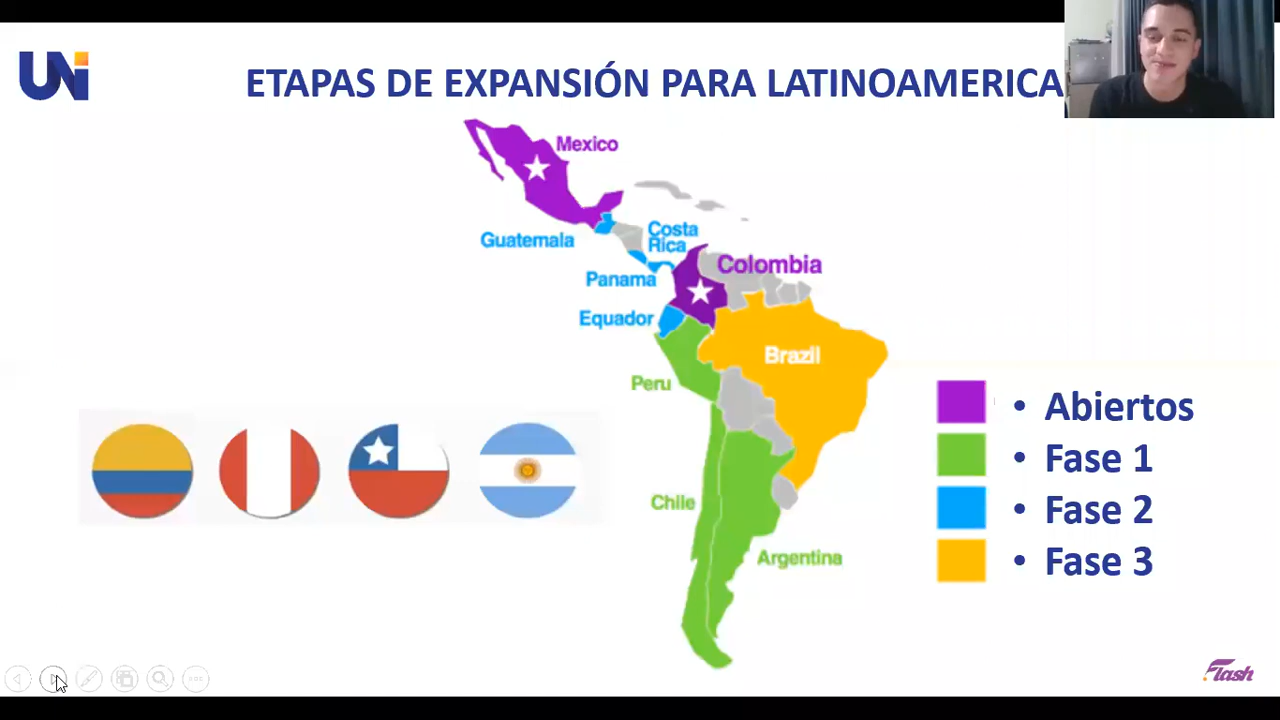 UNi
ETAPAS DE EXPANSIÓN PARA LATINOAMERICA
Mexico
Guatemala
Costa
Rica
Panama
Colombia
Equador
Brazil
Peru
Chile
Argentina
• Abiertos
• Fase 1
• Fase 2
• Fase 3
Flash